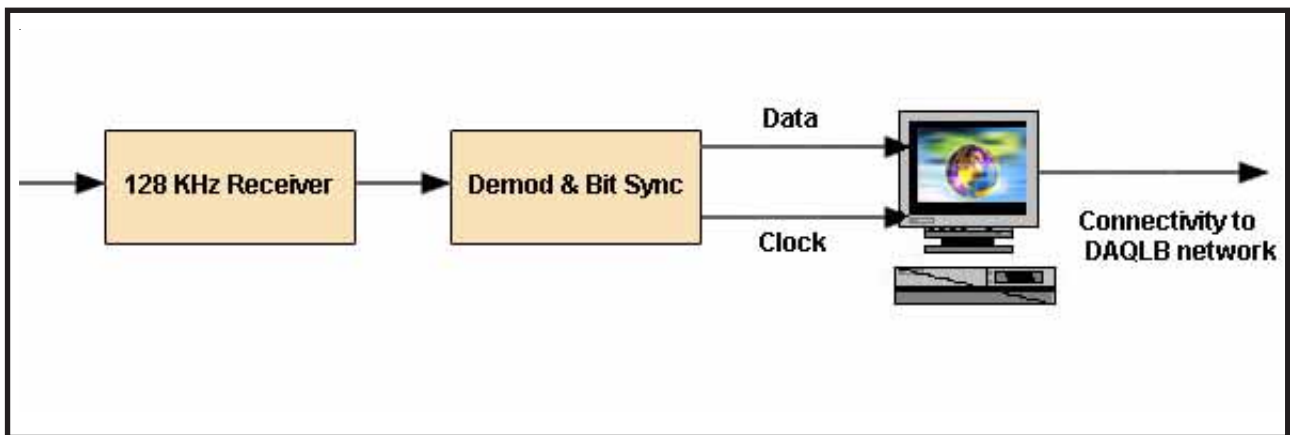 128 KHz Receiver
Demod & Bit Sync
Data
Clock
Connectivity to
DAQLB network